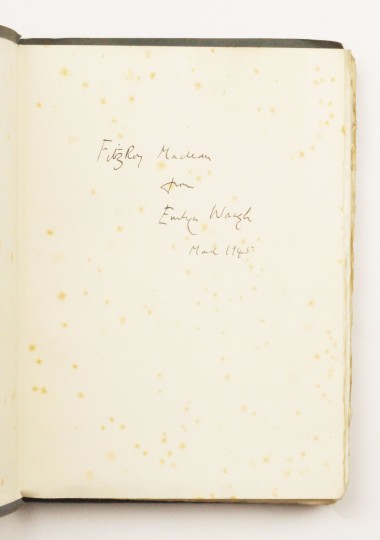 FitzRoy Maclean
from
Evelyn Waugh
March 1945